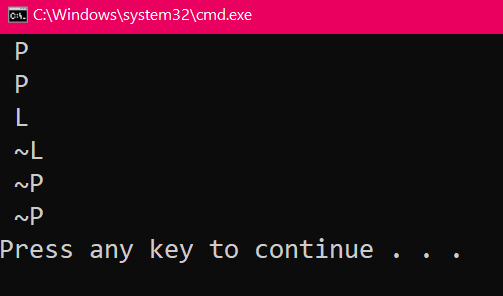 C:\Windows\system32\cmd.exe
P
P
L
~L
~P
~P
Press any key to continue . . .